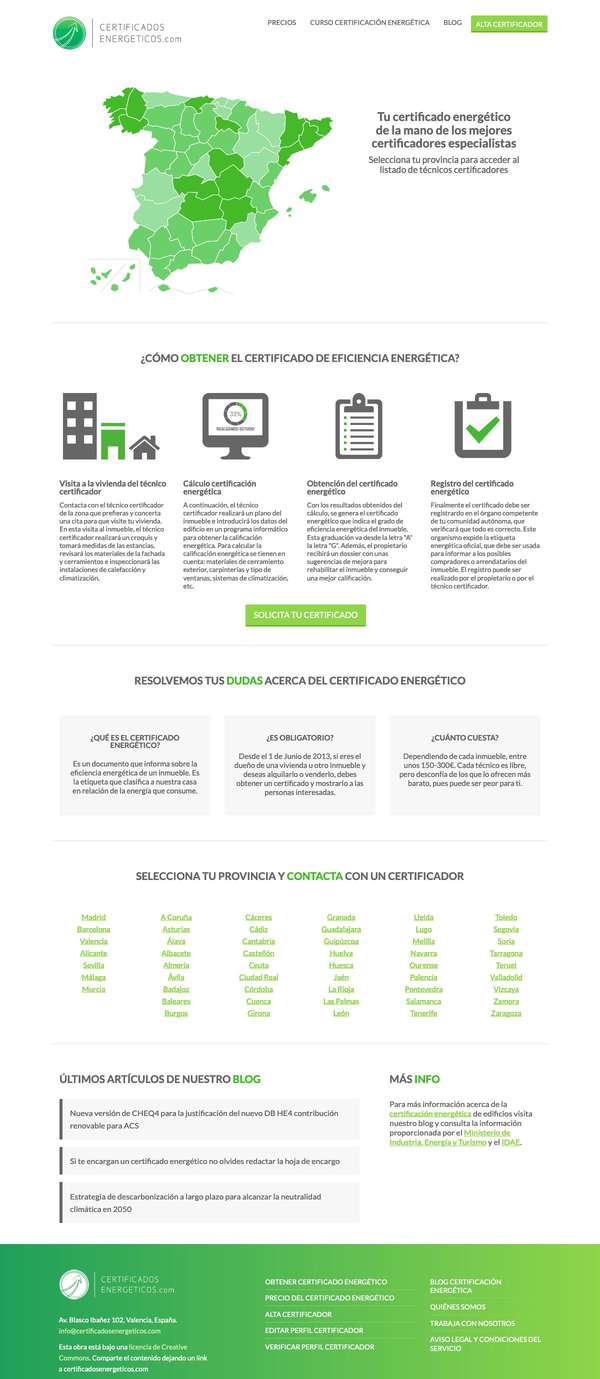 CERTIFICADOS
ENERGETICOS.com
PRECIOS
CURSO CERTIFICACIÓN ENERGÉTICA
BLOG
ALTA CERTIFICADOR
Tu certificado energético
de la mano de los mejores
certificadores especialistas
Selecciona tu provincia para acceder al
listado de técnicos certificadores
¿CÓMO OBTENER EL CERTIFICADO DE EFICIENCIA ENERGÉTICA?
33%
REALIZANDO ESTUDIO
Visita a la vivienda del técnico
certificador
Contacta con el técnico certificador
de la zona que prefieras y concerta
una cita para que visite tu vivienda.
En esta visita al inmueble, el técnico
certificador realizará un croquis y
tomará medidas de las estancias,
revisará los materiales de la fachada
y cerramientos e inspeccionará las
instalaciones de calefacción y
climatización.
Cálculo certificación
energética
A continuación, el técnico
certificador realizará un plano del
inmueble e introducirá los datos del
edificio en un programa informático
para obtener la calificación
energética. Para calcular la
calificación energética se tienen en
cuenta: materiales de cerramiento
exterior, carpinterías y tipo de
ventanas, sistemas de climatización,
etc.
Obtención del certificado
energético
Con los resultados obtenidos del
cálculo, se genera el certificado
energético que indica el grado de
eficiencia energética del inmueble.
Esta graduación va desde la letra "A"
la letra "G". Además, el propietario
recibirá un dossier con unas
sugerencias de mejora para
rehabilitar el inmueble y conseguir
una mejor calificación.
Registro del certificado
energético
Finalmente el certificado debe ser
registrando en el órgano competente
de tu comunidad autónoma, que
verificará que todo es correcto. Este
organismo expide la etiqueta
energética oficial, que debe ser usada
para informar a los posibles
compradores o arrendatarios del
inmueble. El registro puede ser
realizado por el propietario o por el
técnico certificador.
SOLICITA TU CERTIFICADO
RESOLVEMOS TUS DUDAS ACERCA DEL CERTIFICADO ENERGÉTICO
¿QUÉ ES EL CERTIFICADO
ENERGÉTICO?
Es un documento que informa sobre la
eficiencia energética de un inmueble. Es
la etiqueta que clasifica a nuestra casa
en relación de la energía que consume.
¿ES OBLIGATORIO?
Desde el 1 de Junio de 2013, si eres el
dueño de una vivienda u otro inmueble y
deseas alquilarlo o venderlo, debes
obtener un certificado y mostrarlo a las
personas interesadas.
¿CUÁNTO CUESTA?
Dependiendo de cada inmueble, entre
unos 150-300€. Cada técnico es libre,
pero desconfía de los que lo ofrecen más
barato, pues puede ser peor para ti.
SELECCIONA TU PROVINCIA Y CONTACTA CON UN CERTIFICADOR
Madrid
Barcelona
Valencia
Alicante
Sevilla
Málaga
Murcia
A Coruña
Asturias
Álava
Albacete
Almería
Ávila
Badajoz
Baleares
Burgos
Cáceres
Cádiz
Cantabria
Castellón
Ceuta
Ciudad Real
Córdoba
Cuenca
Girona
Granada
Guadalajara
Guipúzcoa
Huelva
Huesca
Jaén
La Rioja
Las Palmas
León
Lleida
Lugo
Melilla
Navarra
Ourense
Palencia
Pontevedra
Salamanca
Tenerife
Toledo
Segovia
Soria
Tarragona
Teruel
Valladolid
Vizcaya
Zamora
Zaragoza
ÚLTIMOS ARTÍCULOS DE NUESTRO BLOG
Nueva versión de CHEQ4 para la justificación del nuevo DB HE4 contribución
renovable para ACS
Si te encargan un certificado energético no olvides redactar la hoja de encargo
Estrategia de descarbonización a largo plazo para alcanzar la neutralidad
climática en 2050
MÁS INFO
Para más información acerca de la
certificación energética de edificios visita
nuestro blog y consulta la información
proporcionada por el Ministerio de
Industria, Energía y Turismo y el IDAE.
CERTIFICADOS
ENERGETICOS.com
Av. Blasco Ibañez 102, Valencia, España.
info@certificadosenergeticos.com
Esta obra está bajo una licencia de Creative
Commons. Comparte el contenido dejando un link
a certificadosenergeticos.com
OBTENER CERTIFICADO ENERGÉTICO
PRECIO DEL CERTIFICADO ENERGÉTICO
ALTA CERTIFICADOR
EDITAR PERFIL CERTIFICADOR
VERIFICAR PERFIL CERTIFICADOR
BLOG CERTIFICACIÓN
ENERGÉTICA
QUIÉNES SOMOS
TRABAJA CON NOSOTROS
AVISO LEGAL Y CONDICIONES DEL
SERVICIO